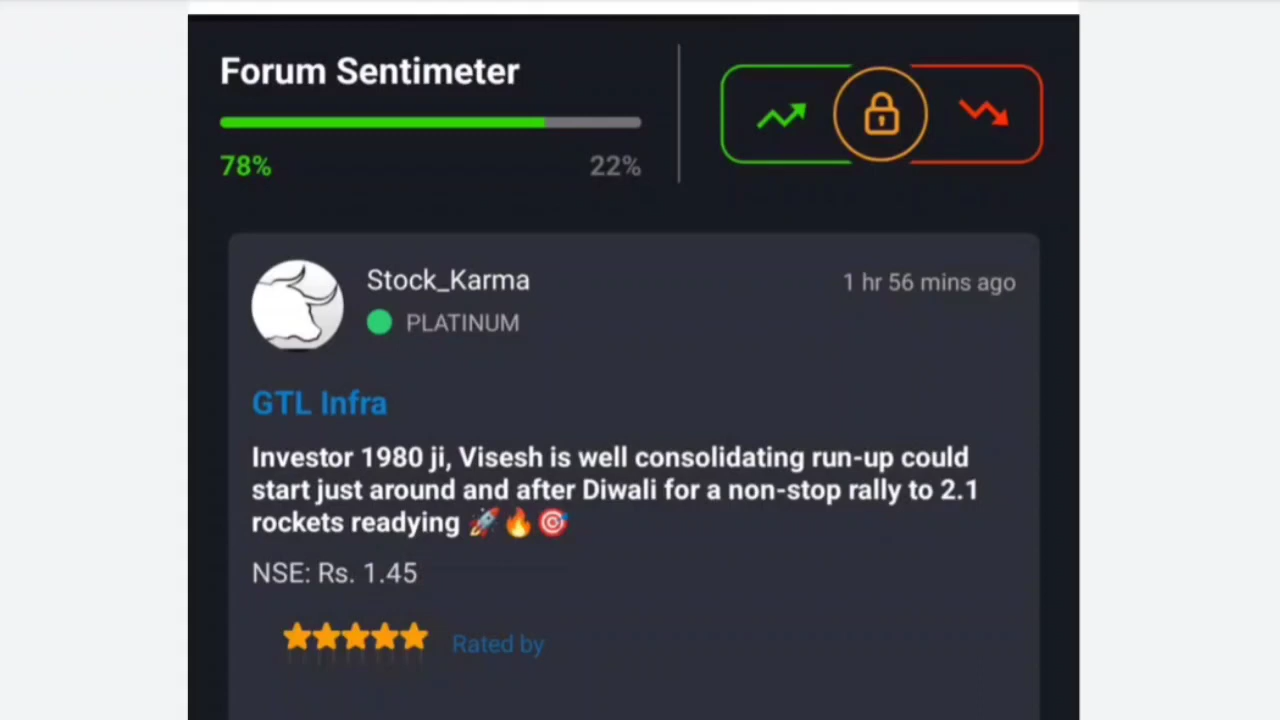 Forum Sentimeter
78%
22%
Stock_Karma
1 hr 56 mins ago
PLATINUM
GTL Infra
Investor 1980 ji, Visesh is well consolidating run-up could
start just around and after Diwali for a non-stop rally to 2.1
rockets readying 🚀🔥🎯
NSE: Rs. 1.45
Rated by